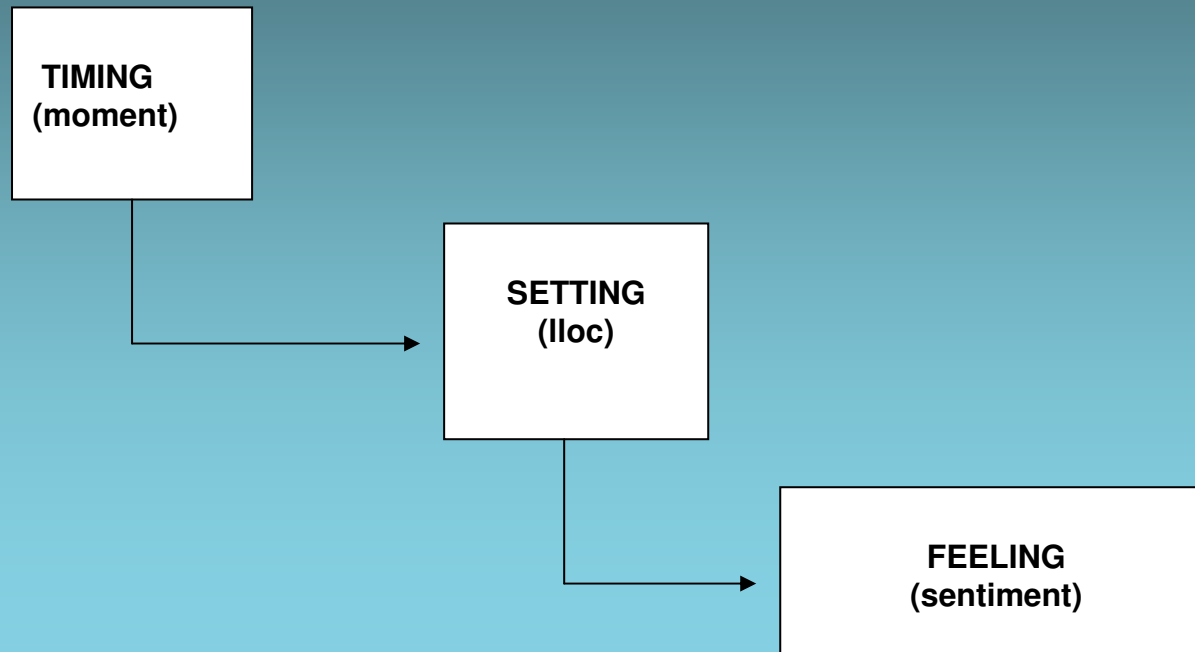 TIMING
(moment)
SETTING
(lloc)
FEELING
(sentiment)